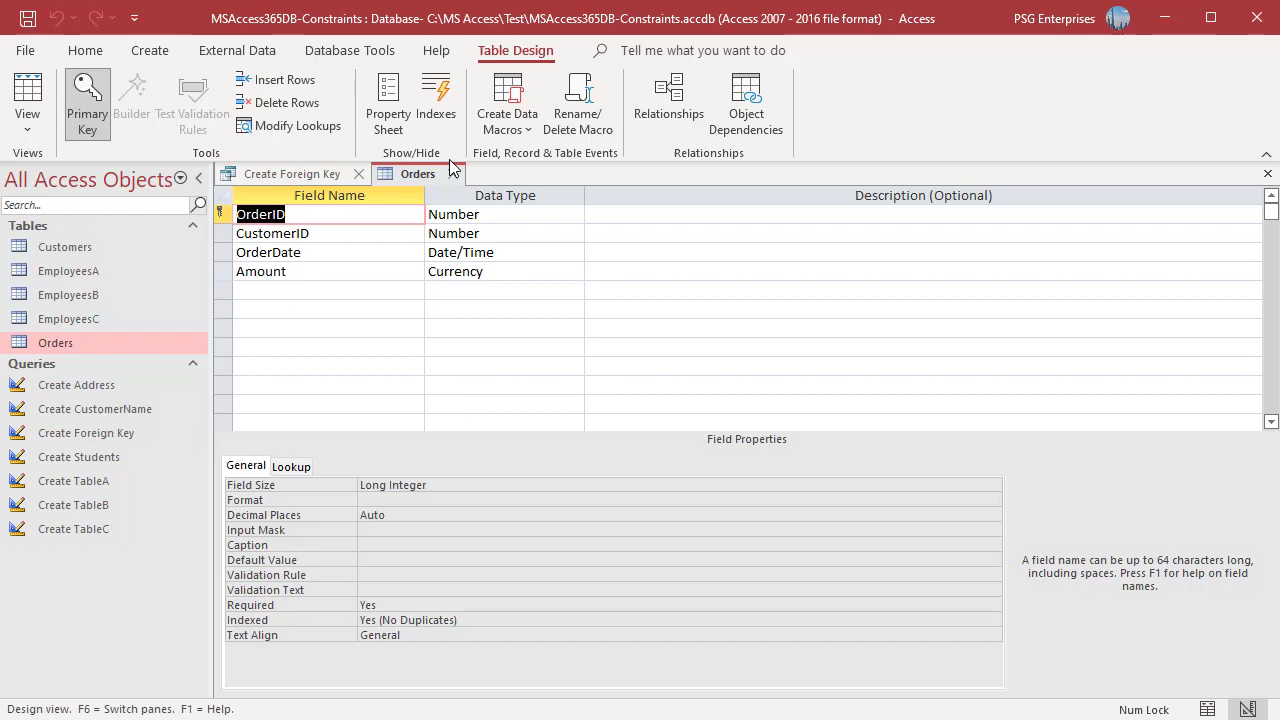 MSAccess365DB-Constraints : Database- C:\MS Access\Test\MSAccess365DB-Constraints.accdb (Access 2007 - 2016 file format) - Access
PSG Enterprises
File
Home
Create
External Data
Database Tools
Help
Table Design
Tell me what you want to do
View
Primary Key
Builder
Test Validation Rules
Insert Rows
Delete Rows
Modify Lookups
Property Sheet
Indexes
Create Data Macros
Rename/ Delete Macro
Relationships
Object Dependencies
Views
Tools
Show/Hide
Field, Record & Table Events
Relationships
All Access Objects
Search...
Tables
Customers
EmployeesA
EmployeesB
EmployeesC
Orders
Queries
Create Address
Create CustomerName
Create Foreign Key
Create Students
Create TableA
Create TableB
Create TableC
Create Foreign Key
Orders
Field Name Data Type Description (Optional)
OrderID Number
CustomerID Number
OrderDate Date/Time
Amount Currency
Field Properties
General Lookup
Field Size Long Integer
Format
Decimal Places Auto
Input Mask
Caption
Default Value
Validation Rule
Validation Text
Required Yes
Indexed Yes (No Duplicates)
Text Align General
A field name can be up to 64 characters long,
including spaces. Press F1 for help on field
names.
Design view. F6 = Switch panes. F1 = Help.
Num Lock